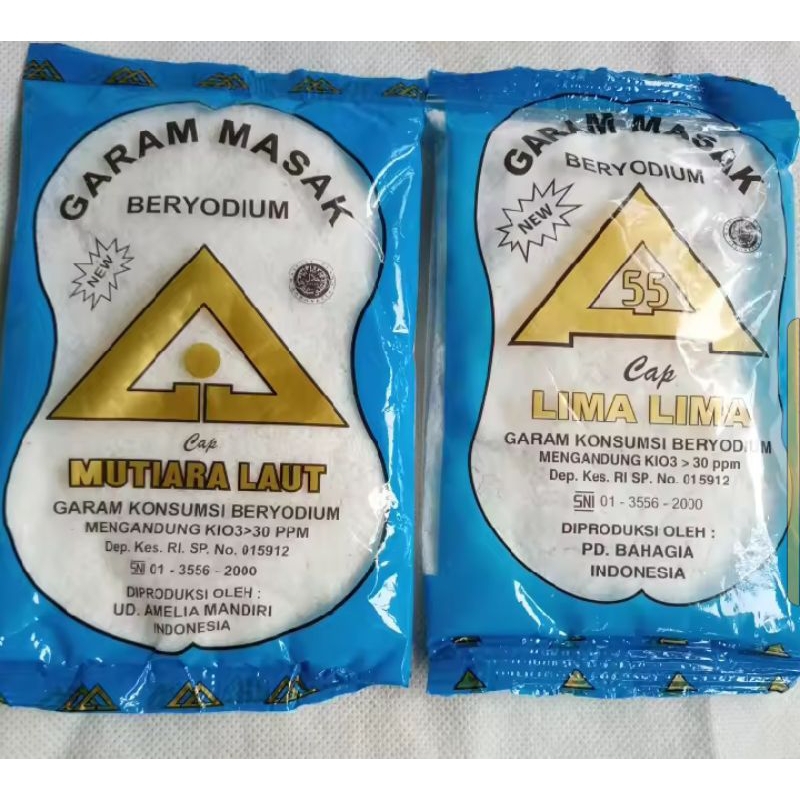 GARAM MASAK
BERYODIUM
NEW
Cap
MUTIARA LAUT
GARAM KONSUMSI BERYODIUM
MENGANDUNG KIO3>30 PPM
Dep. Kes. RI. SP. No. 015912
SNI 01 - 3556 - 2000
DIPRODUKSI OLEH :
UD. AMELIA MANDIRI
INDONESIA
GARAM MASAK
BERYODIUM
NEW
55
Cap
LIMA LIMA
GARAM KONSUMSI BERYODIUM
MENGANDUNG KIO3 > 30 ppm
Dep. Kes. RI SP. No. 015912
SNI 01 - 3556 - 2000
DIPRODUKSI OLEH :
PD. BAHAGIA
INDONESIA